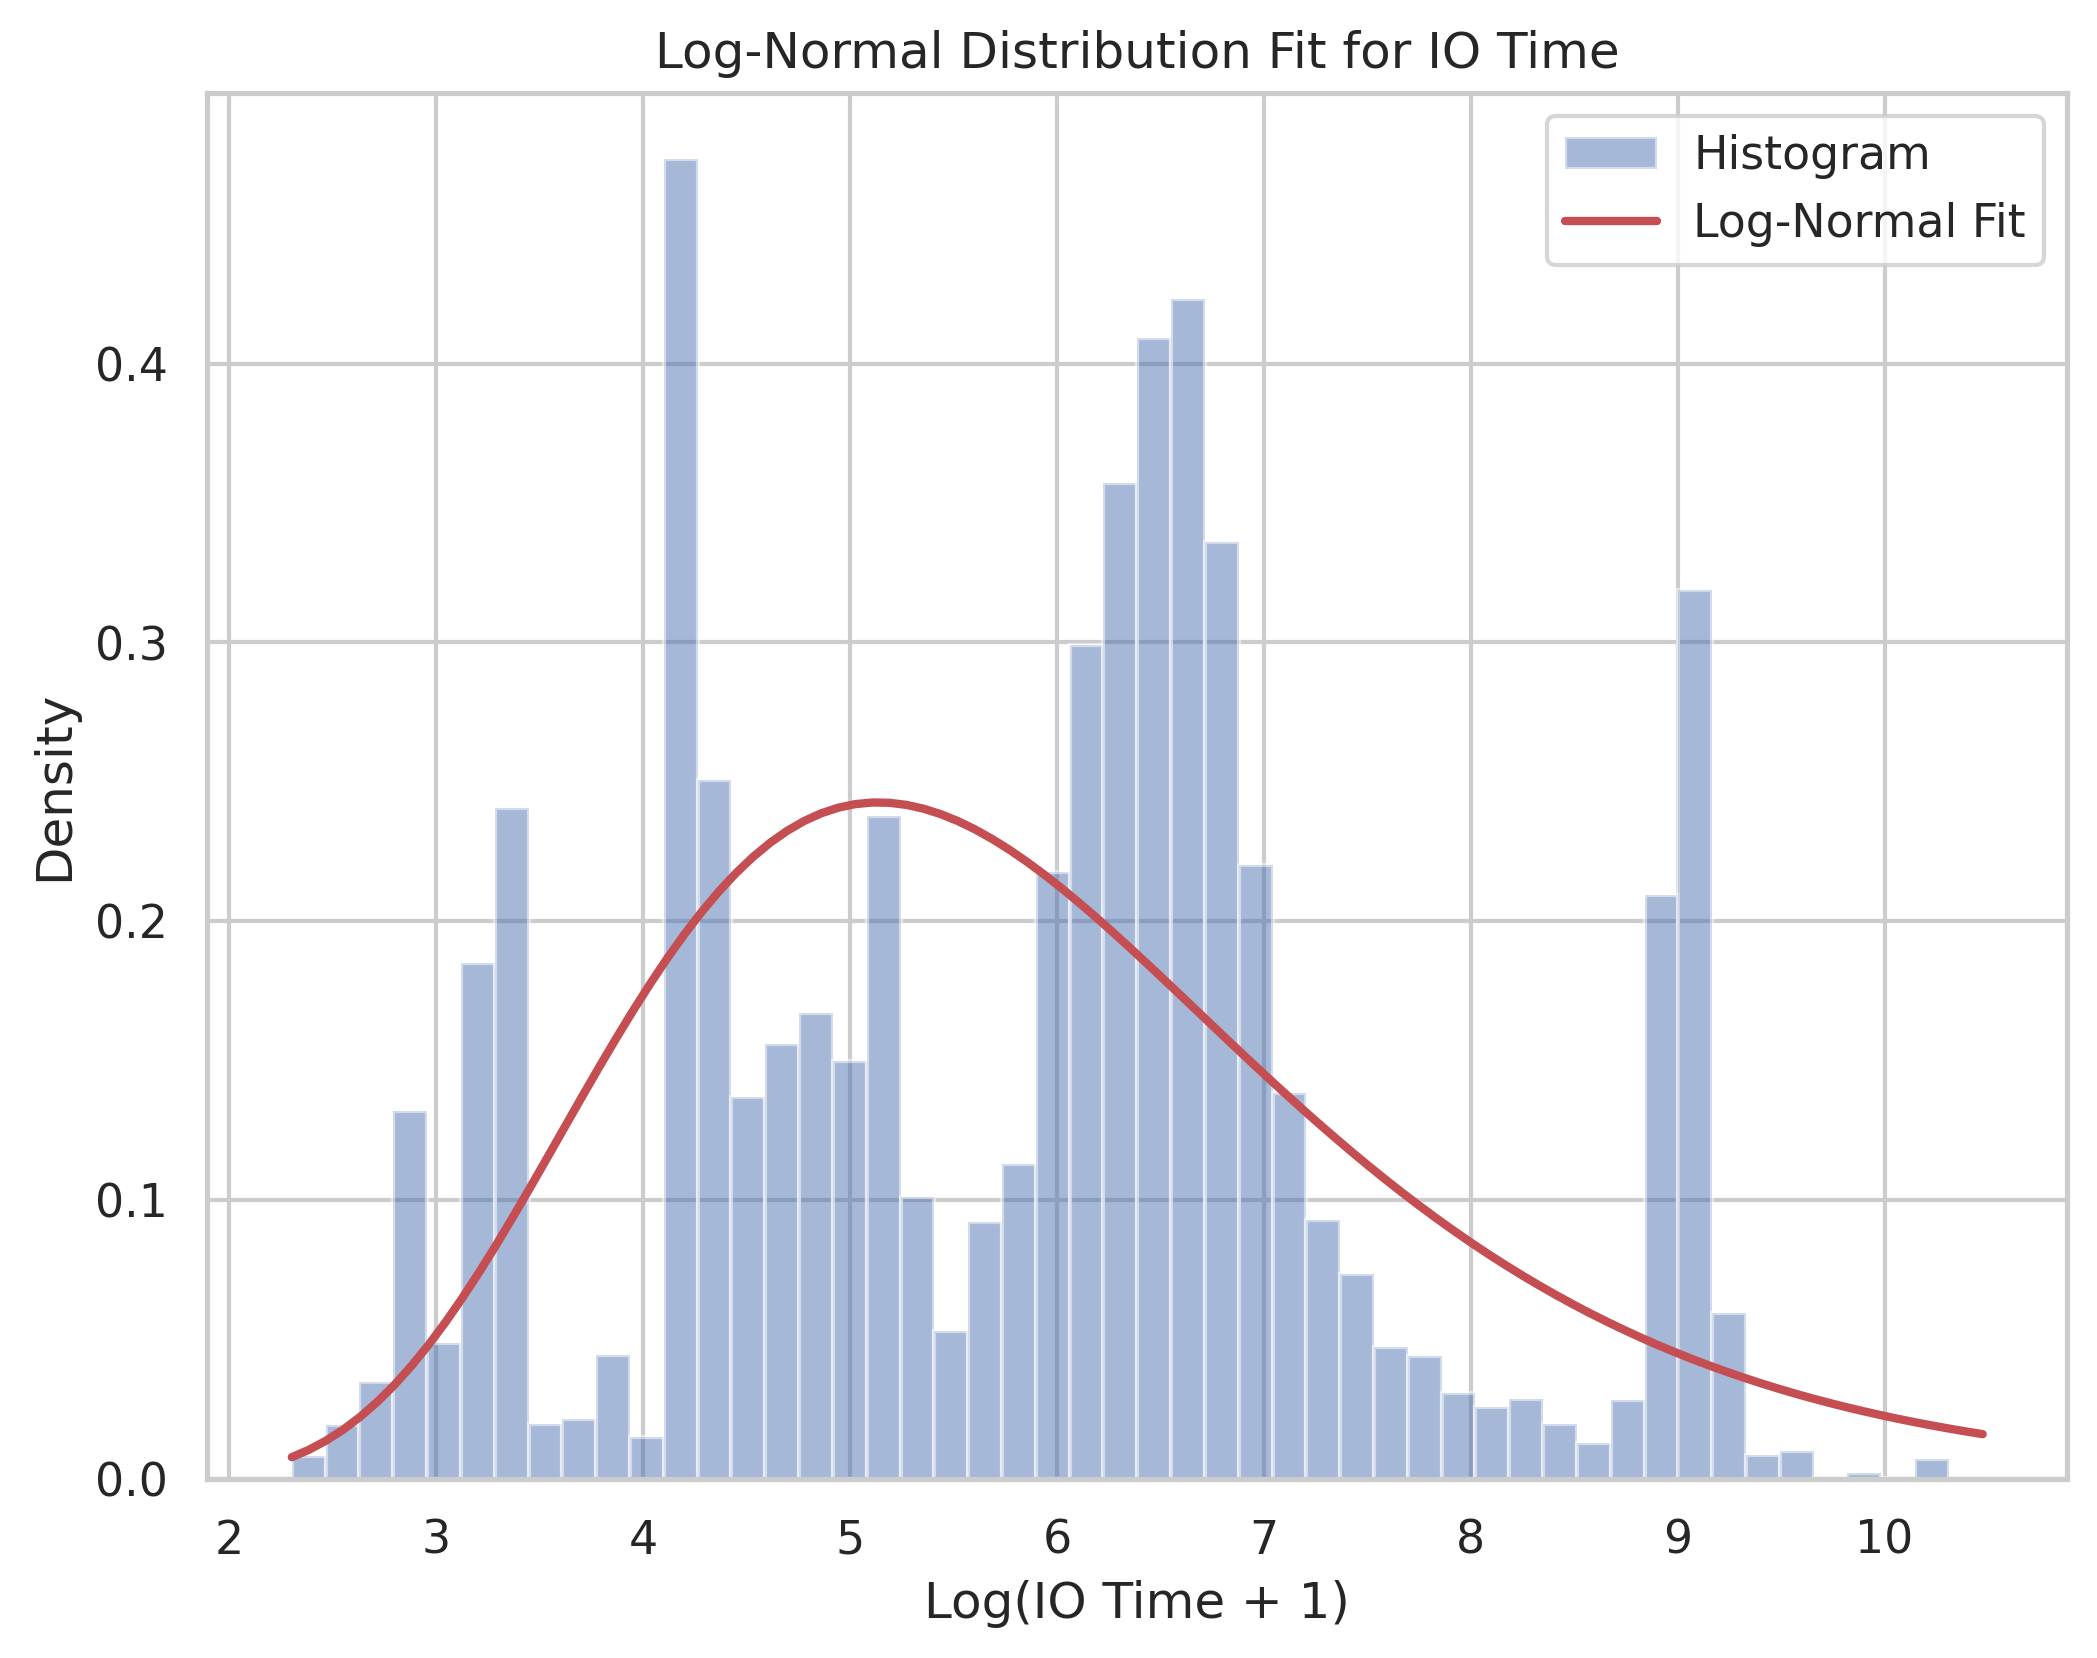 Log-Normal Distribution Fit for IO Time
Histogram
Log-Normal Fit
Density
0.4
0.3
0.2
0.1
0.0
2 3 4 5 6 7 8 9 10
Log(IO Time + 1)